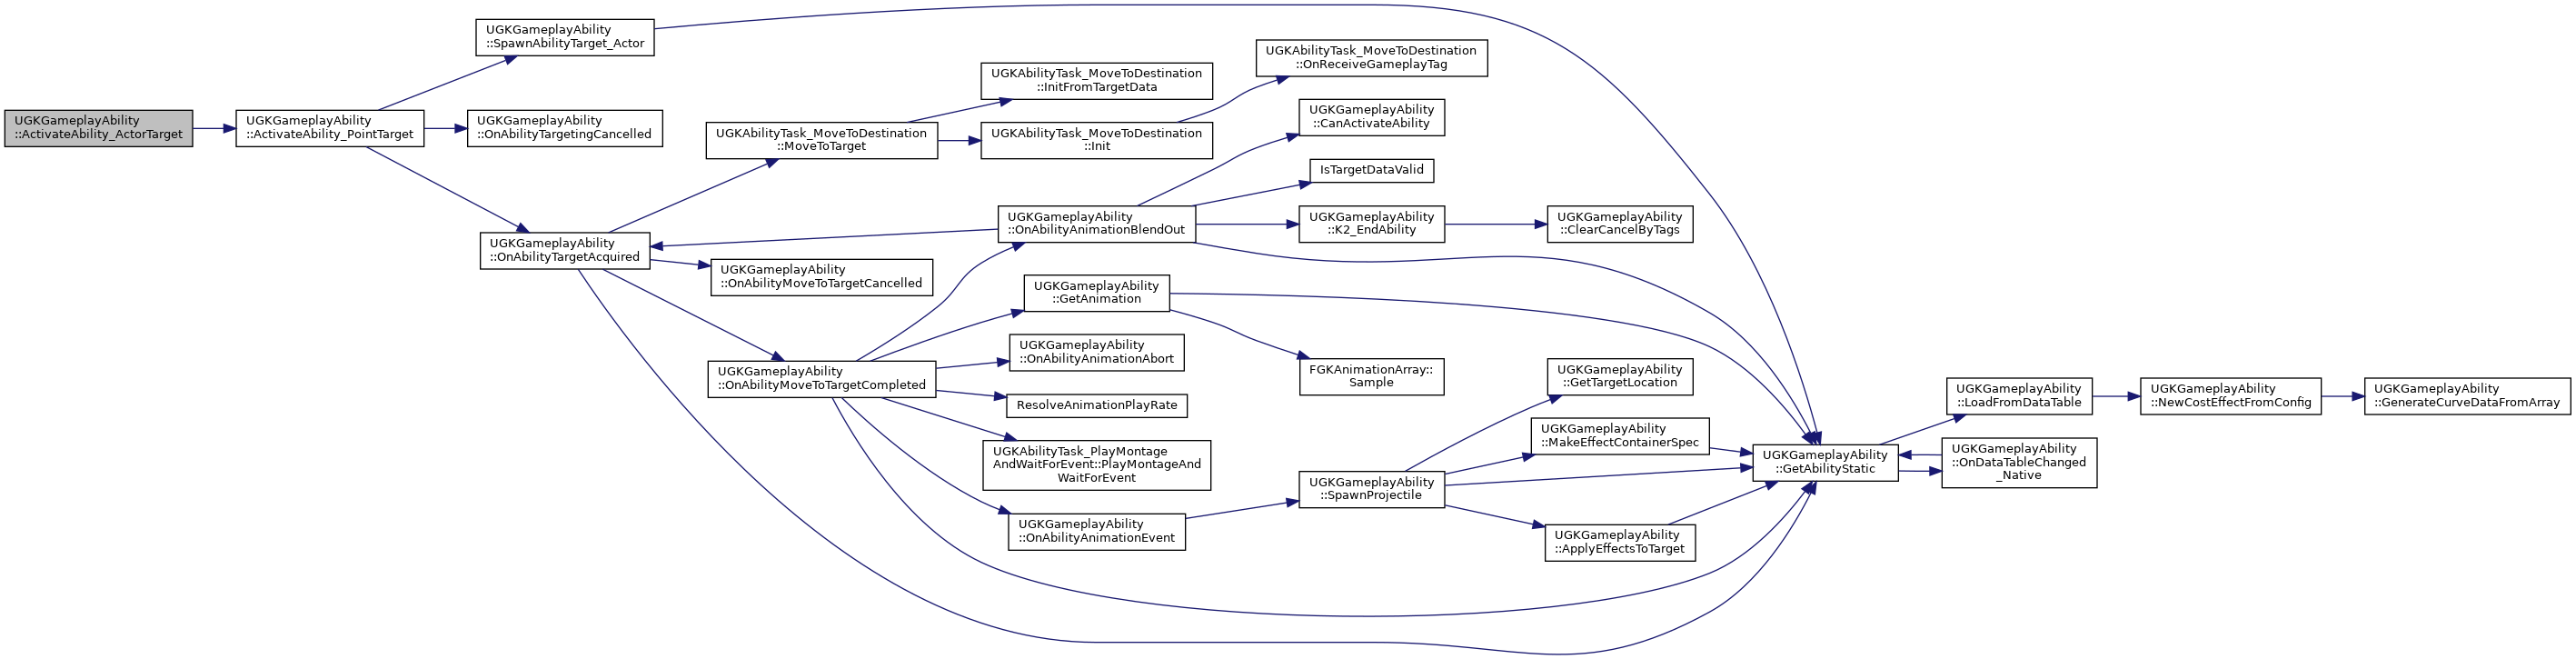 UGKGameplayAbility
::ActivateAbility_ActorTarget
UGKGameplayAbility
::ActivateAbility_PointTarget
UGKGameplayAbility
::SpawnAbilityTarget_Actor
UGKGameplayAbility
::OnAbilityTargetingCancelled
UGKGameplayAbility
::OnAbilityTargetAcquired
UGKAbilityTask_MoveToDestination
::MoveToTarget
UGKGameplayAbility
::OnAbilityMoveToTargetCancelled
UGKGameplayAbility
::OnAbilityMoveToTargetCompleted
UGKAbilityTask_MoveToDestination
::InitFromTargetData
UGKAbilityTask_MoveToDestination
::Init
UGKGameplayAbility
::OnAbilityAnimationBlendOut
UGKGameplayAbility
::GetAnimation
UGKGameplayAbility
::OnAbilityAnimationAbort
ResolveAnimationPlayRate
UGKAbilityTask_PlayMontage
AndWaitForEvent::PlayMontageAnd
WaitForEvent
UGKGameplayAbility
::OnAbilityAnimationEvent
UGKAbilityTask_MoveToDestination
::OnReceiveGameplayTag
UGKGameplayAbility
::CanActivateAbility
IsTargetDataValid
UGKGameplayAbility
::K2_EndAbility
FGKAnimationArray::
Sample
UGKGameplayAbility
::SpawnProjectile
UGKGameplayAbility
::ClearCancelByTags
UGKGameplayAbility
::GetTargetLocation
UGKGameplayAbility
::MakeEffectContainerSpec
UGKGameplayAbility
::ApplyEffectsToTarget
UGKGameplayAbility
::GetAbilityStatic
UGKGameplayAbility
::LoadFromDataTable
UGKGameplayAbility
::OnDataTableChanged
_Native
UGKGameplayAbility
::NewCostEffectFromConfig
UGKGameplayAbility
::GenerateCurveDataFromArray